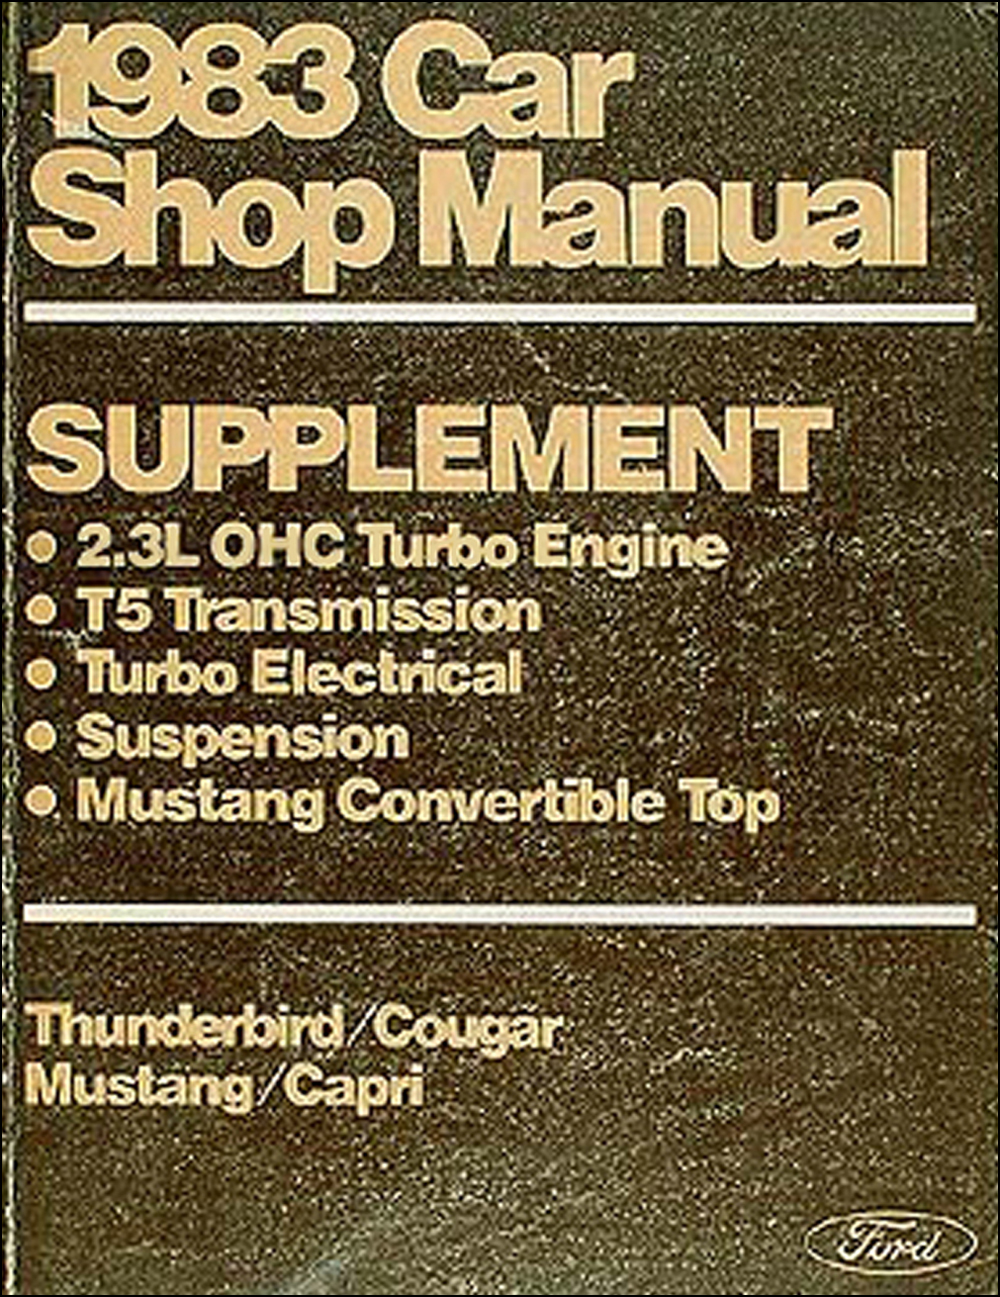 1983 Car
Shop Manual
SUPPLEMENT
• 2.3L OHC Turbo Engine
• T5 Transmission
• Turbo Electrical
• Suspension
• Mustang Convertible Top
Thunderbird/Cougar
Mustang/Capri
Ford